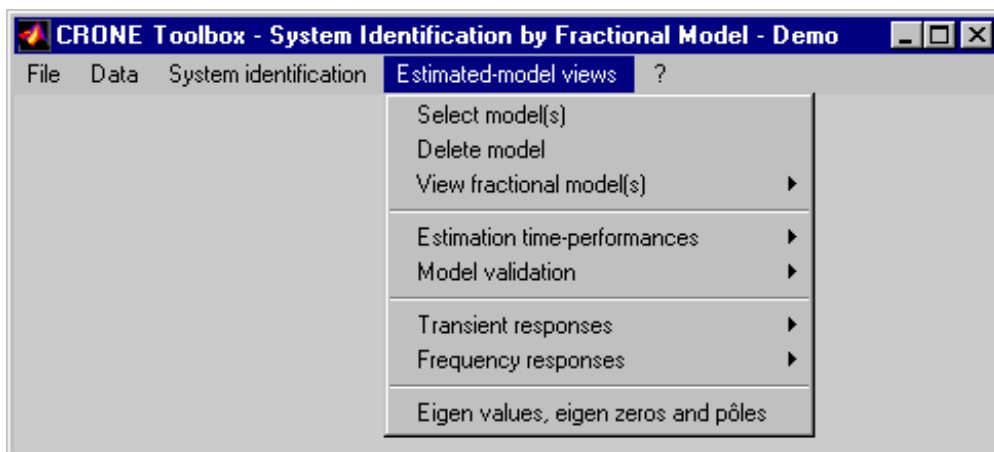 CRONE Toolbox - System Identification by Fractional Model - Demo
File Data System identification Estimated-model views ?
Select model(s)
Delete model
View fractional model(s)
Estimation time-performances
Model validation
Transient responses
Frequency responses
Eigen values, eigen zeros and pôles